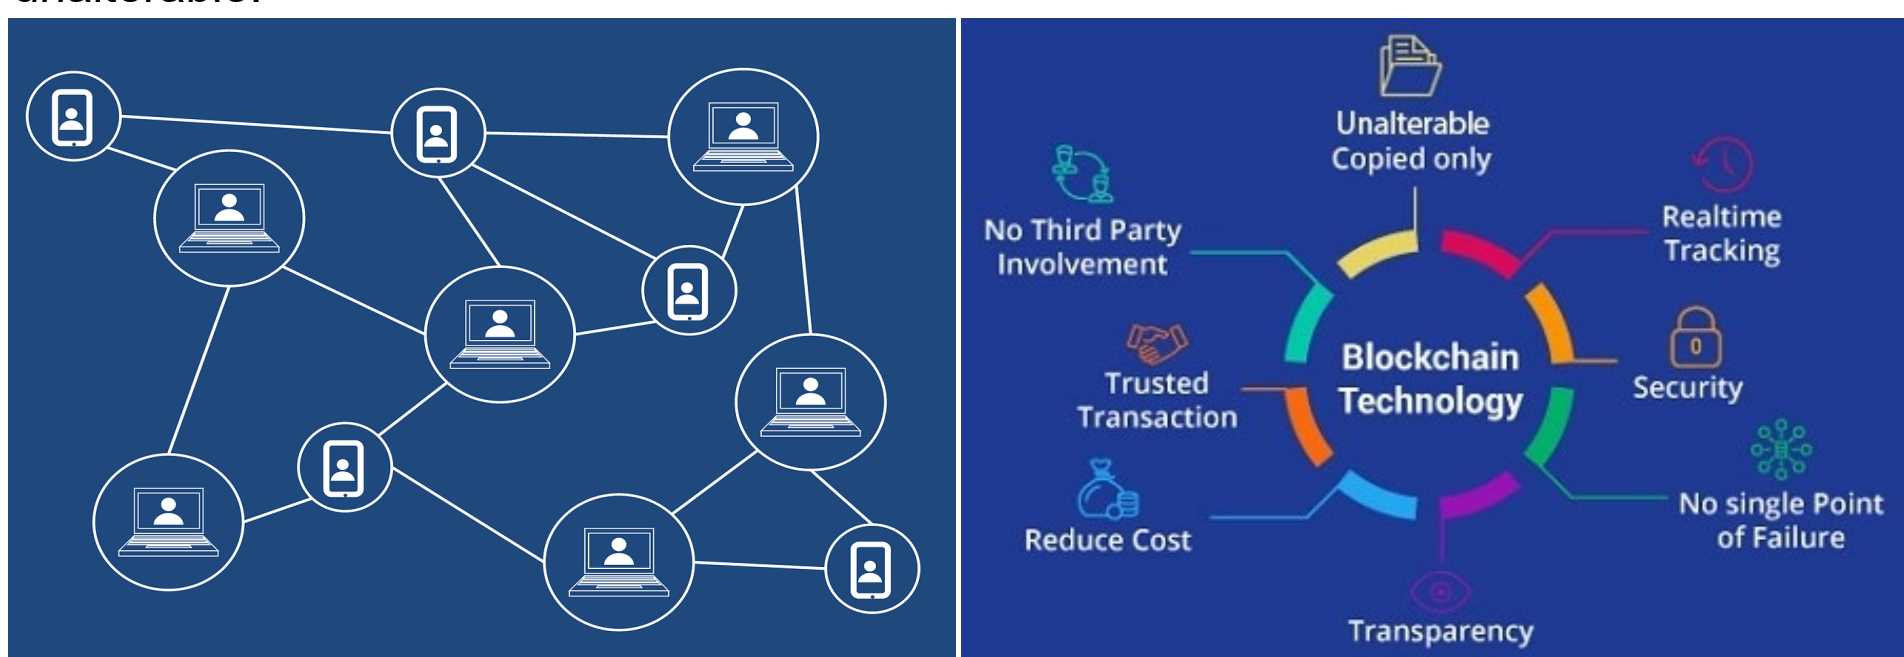 unalterable.
Unalterable
Copied only
No Third Party
Involvement
Realtime
Tracking
Blockchain
Technology
Trusted
Transaction
Security
Reduce Cost
No single Point
of Failure
Transparency